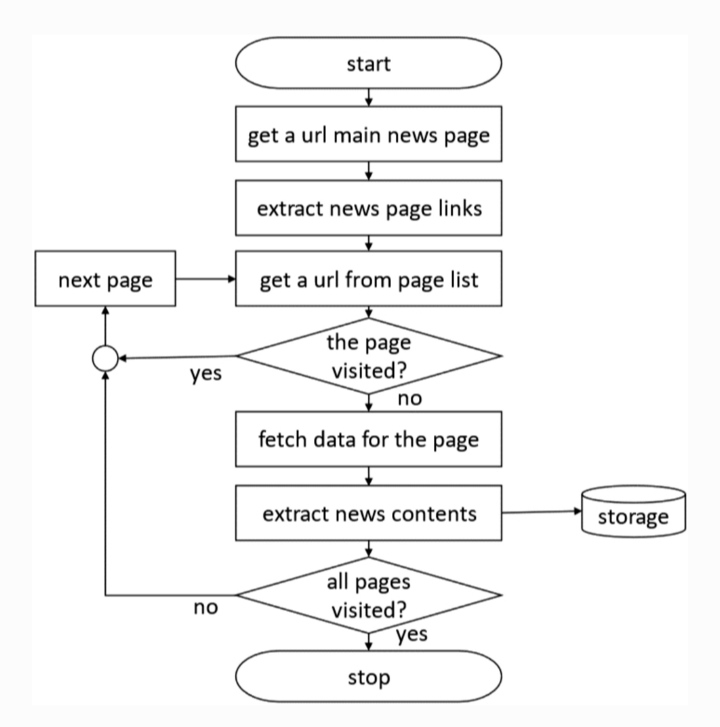 start
get a url main news page
extract news page links
next page
get a url from page list
the page
visited?
yes
no
fetch data for the page
extract news contents
storage
all pages
visited?
no
yes
stop